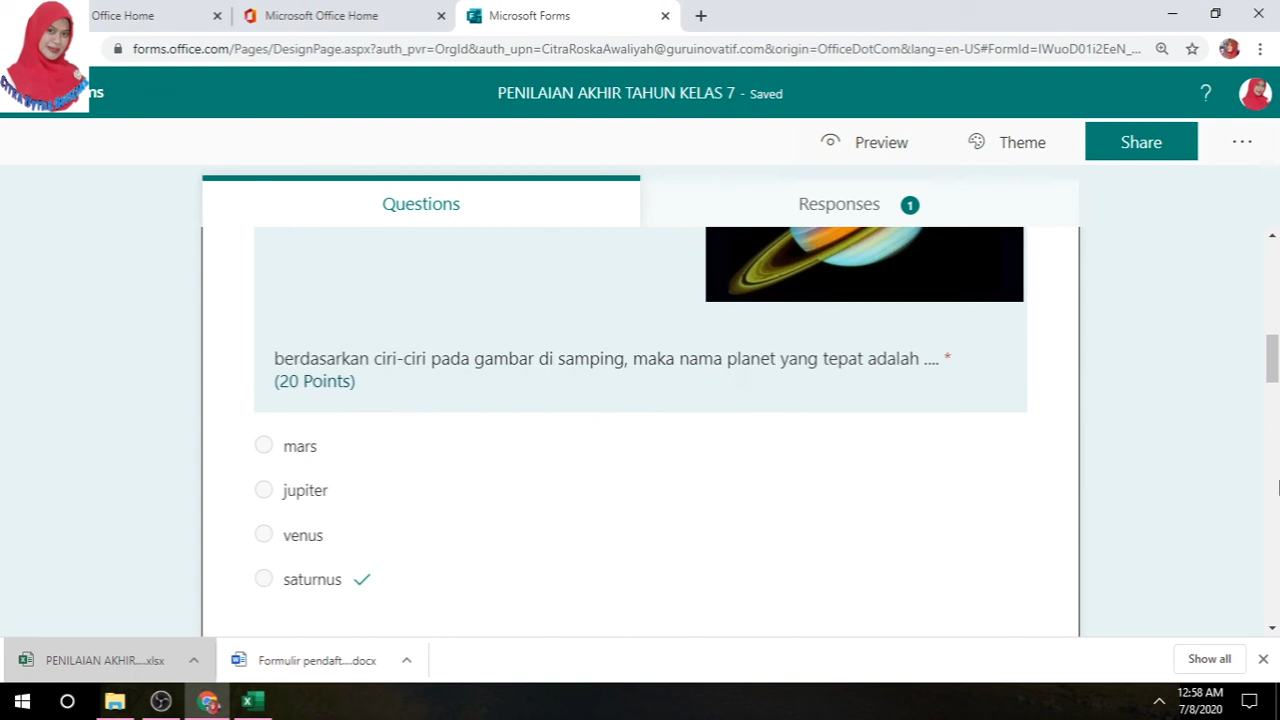 Office Home
Microsoft Office Home
Microsoft Forms
forms.office.com/Pages/DesignPage.aspx?auth_pvr=OrgId&auth_upn=CitraRoskaAwaliyah@guruinovatif.com&origin=OfficeDotCom&lang=en-US#FormId=IWuoD01i2EeN_...
ns
PENILAIAN AKHIR TAHUN KELAS 7 - Saved
?
Preview
Theme
Share
Questions
Responses 1
berdasarkan ciri-ciri pada gambar di samping, maka nama planet yang tepat adalah .... *
(20 Points)
mars
jupiter
venus
saturnus
PENILAIAN AKHIR....xlsx
Formulir pendaft....docx
Show all
12:58 AM
7/8/2020